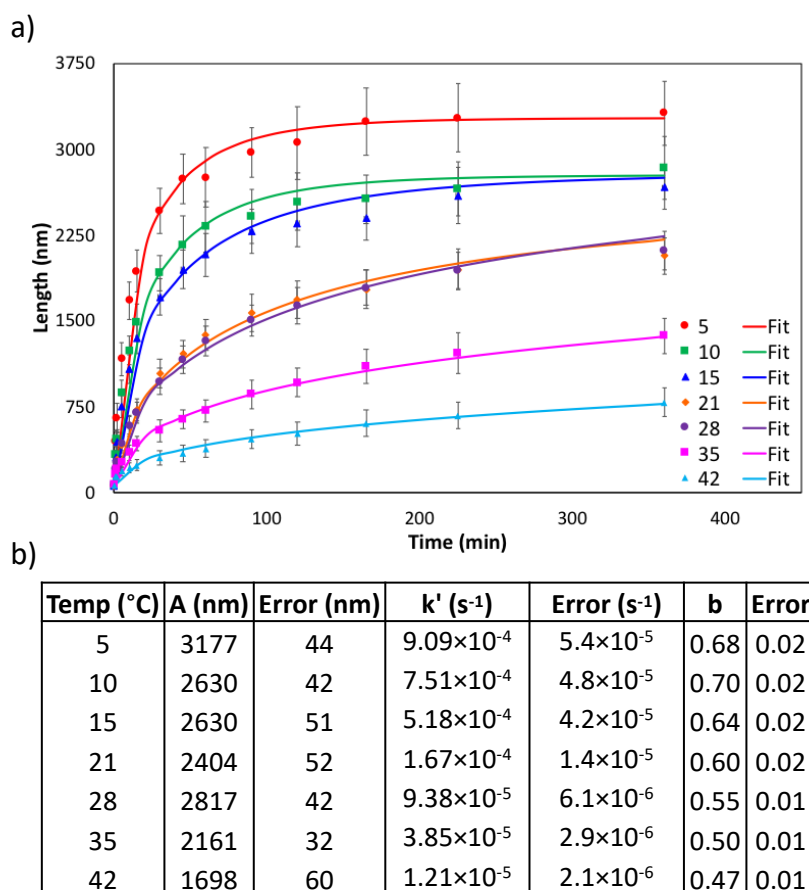 a)
3750
3000
2250
1500
750
0
Length (nm)
5 Fit
10 Fit
15 Fit
21 Fit
28 Fit
35 Fit
42 Fit
0 100 200 300 400
Time (min)
b)
Temp (˚C) A (nm) Error (nm) k' (s⁻¹) Error (s⁻¹) b Error
5 3177 44 9.09×10⁻⁴ 5.4×10⁻⁵ 0.68 0.02
10 2630 42 7.51×10⁻⁴ 4.8×10⁻⁵ 0.70 0.02
15 2630 51 5.18×10⁻⁴ 4.2×10⁻⁵ 0.64 0.02
21 2404 52 1.67×10⁻⁴ 1.4×10⁻⁵ 0.60 0.02
28 2817 42 9.38×10⁻⁵ 6.1×10⁻⁶ 0.55 0.01
35 2161 32 3.85×10⁻⁵ 2.9×10⁻⁶ 0.50 0.01
42 1698 60 1.21×10⁻⁵ 2.1×10⁻⁶ 0.47 0.01